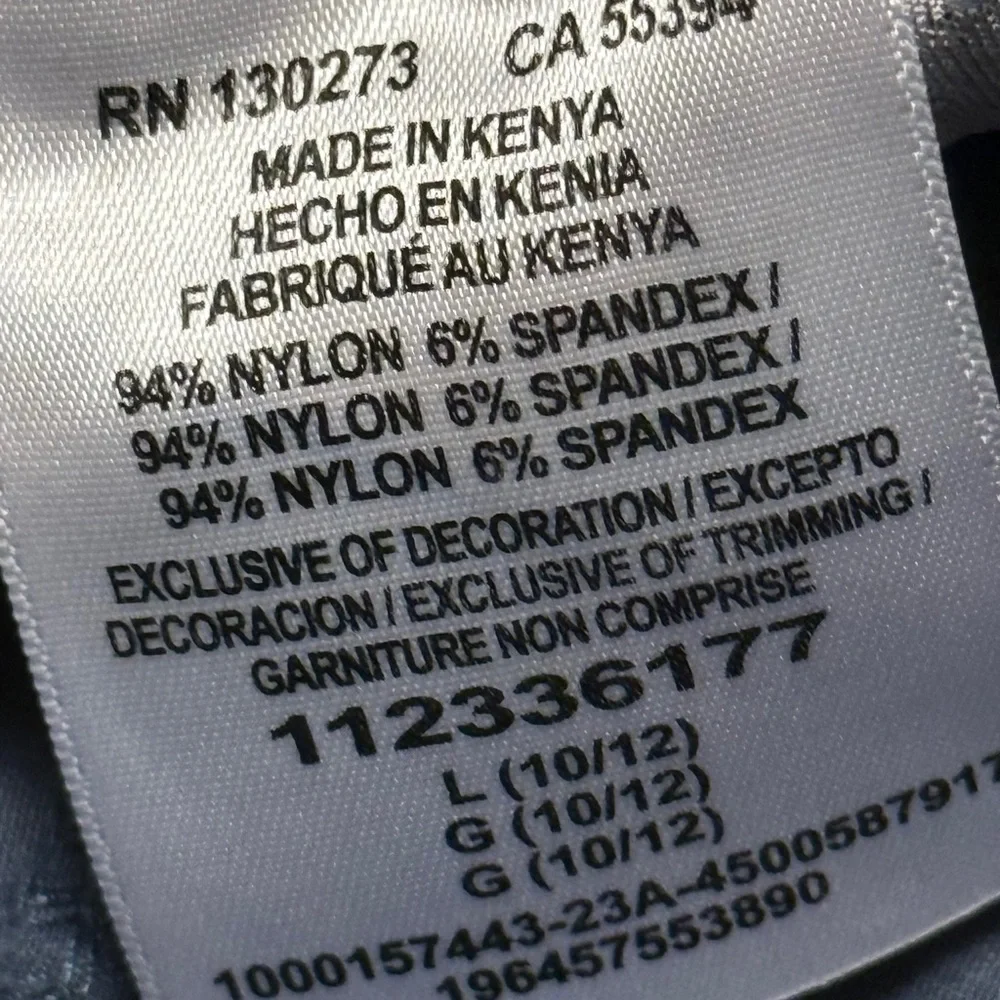 RN 130273 CA 55394
MADE IN KENYA
HECHO EN KENIA
FABRIQUÉ AU KENYA
94% NYLON 6% SPANDEX /
94% NYLON 6% SPANDEX /
94% NYLON 6% SPANDEX
EXCLUSIVE OF DECORATION / EXCEPTO
DECORACION / EXCLUSIVE OF TRIMMING /
GARNITURE NON COMPRISE
112336177
L (10/12)
G (10/12)
G (10/12)
1000157443-23A-4500587917
196457553890